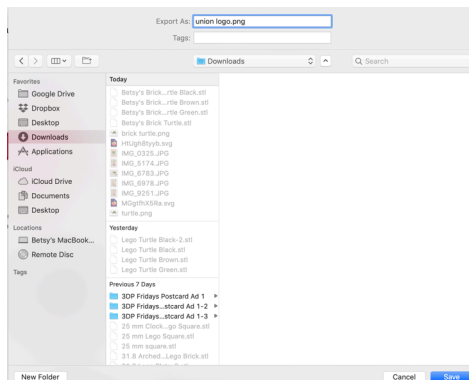 Export As: union logo.png
Tags:
Downloads
Search
Favorites
Google Drive
Dropbox
Desktop
Downloads
Applications
iCloud
iCloud Drive
Documents
Desktop
Locations
Betsy's MacBook...
Remote Disc
Tags
Today
Betsy's Brick...rtle Black.stl
Betsy's Brick...rtle Brown.stl
Betsy's Brick...rtle Green.stl
Betsy's Brick Turtle.stl
brick turtle.png
HtUgh8tyyb.svg
IMG_0325.JPG
IMG_5174.JPG
IMG_6783.JPG
IMG_6978.JPG
IMG_9251.JPG
MGgtfhX5Ra.svg
turtle.png
Yesterday
Lego Turtle Black-2.stl
Lego Turtle Black.stl
Lego Turtle Brown.stl
Lego Turtle Green.stl
Previous 7 Days
3DP Fridays Postcard Ad 1
3DP Fridays...stcard Ad 1-2
3DP Fridays...stcard Ad 1-3
25 mm Clock...go Square.stl
25 mm Lego Square.stl
25 mm square.stl
31.8 Arched...Lego Brick.stl
New Folder
Cancel
Save